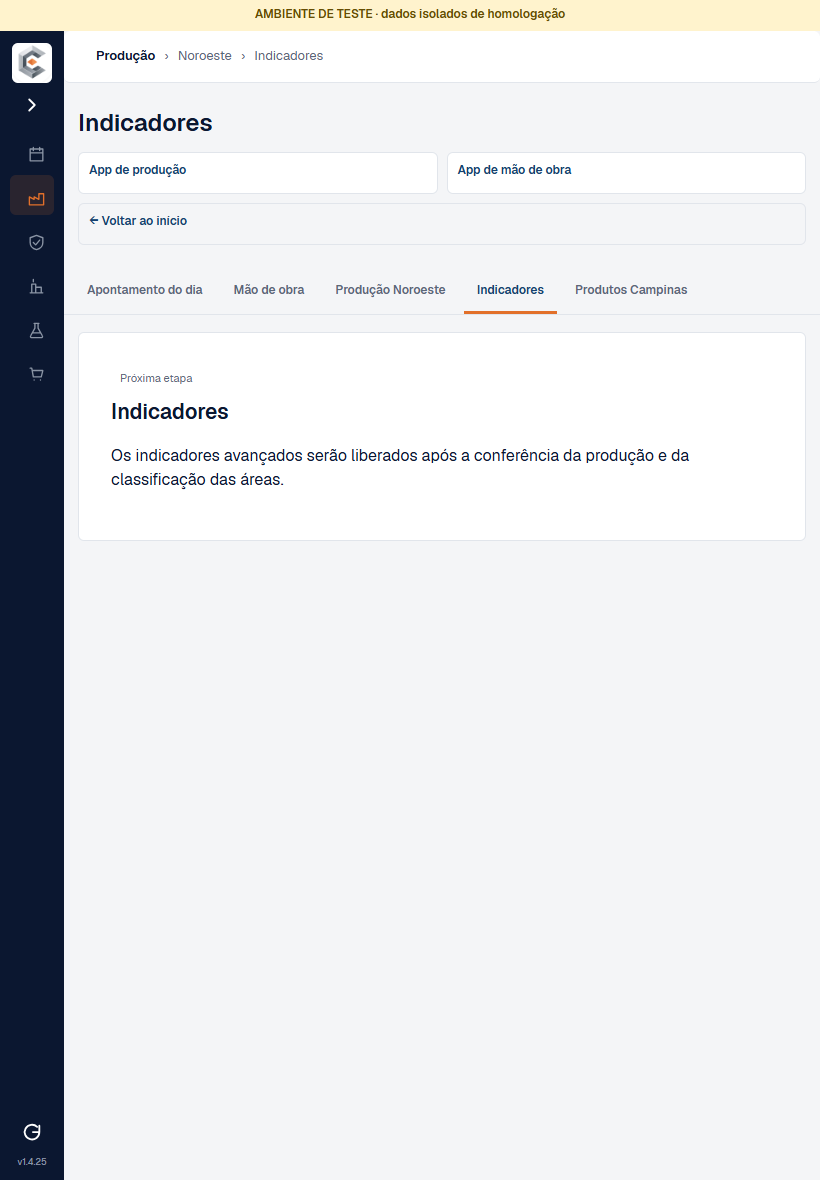 AMBIENTE DE TESTE · dados isolados de homologação
Produção › Noroeste › Indicadores
Indicadores
App de produção
App de mão de obra
← Voltar ao início
Apontamento do dia
Mão de obra
Produção Noroeste
Indicadores
Produtos Campinas
Próxima etapa
Indicadores
Os indicadores avançados serão liberados após a conferência da produção e da
classificação das áreas.
v1.4.25